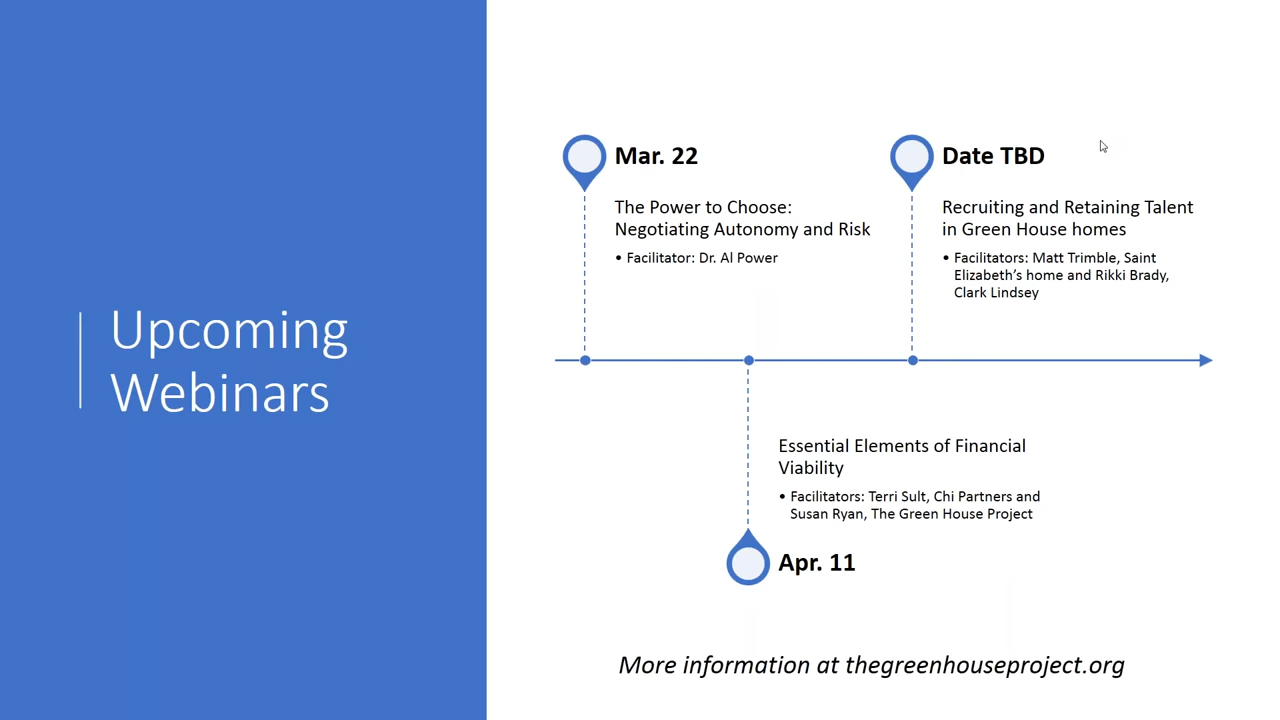 Upcoming
Webinars
Mar. 22
The Power to Choose:
Negotiating Autonomy and Risk
• Facilitator: Dr. Al Power
Date TBD
Recruiting and Retaining Talent
in Green House homes
• Facilitators: Matt Trimble, Saint
Elizabeth’s home and Rikki Brady,
Clark Lindsey
Essential Elements of Financial
Viability
• Facilitators: Terri Sult, Chi Partners and
Susan Ryan, The Green House Project
Apr. 11
More information at thegreenhouseproject.org